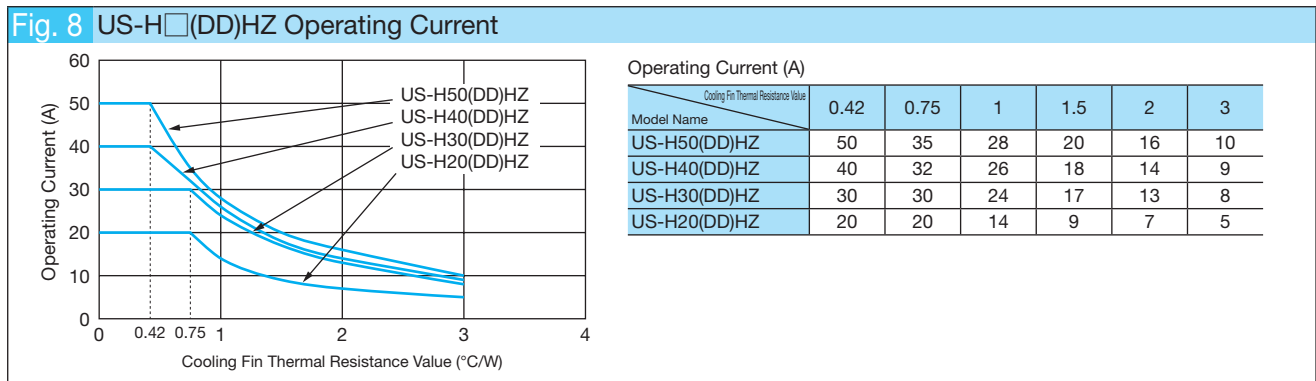 Fig. 8 US-H□(DD)HZ Operating Current
60
50
40
30
20
10
0
Operating Current (A)
US-H50(DD)HZ
US-H40(DD)HZ
US-H30(DD)HZ
US-H20(DD)HZ
0 0.42 0.75 1 2 3 4
Cooling Fin Thermal Resistance Value (°C/W)
Operating Current (A)
Cooling Fin Thermal Resistance Value
Model Name 0.42 0.75 1 1.5 2 3
US-H50(DD)HZ 50 35 28 20 16 10
US-H40(DD)HZ 40 32 26 18 14 9
US-H30(DD)HZ 30 30 24 17 13 8
US-H20(DD)HZ 20 20 14 9 7 5